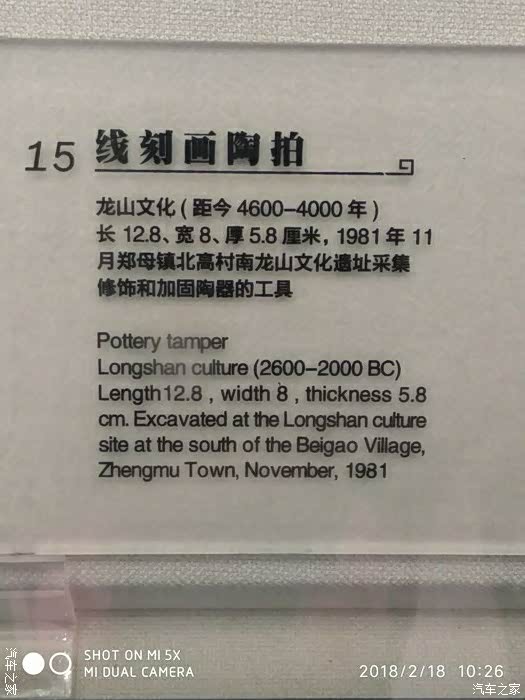 15 线刻画陶拍
龙山文化(距今 4600-4000 年)
长 12.8、宽 8、厚 5.8 厘米, 1981 年 11
月郑母镇北高村南龙山文化遗址采集
修饰和加固陶器的工具
Pottery tamper
Longshan culture (2600-2000 BC)
Length12.8 , width 8 , thickness 5.8
cm. Excavated at the Longshan culture
site at the south of the Beigao Village,
Zhengmu Town, November, 1981
汽车之家
SHOT ON MI 5X
MI DUAL CAMERA
2018/2/18 10:26
汽车之家